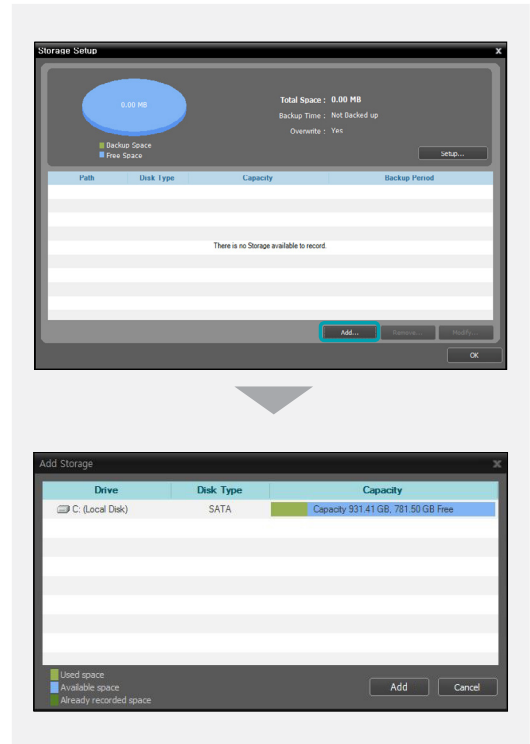 Storage Setup
x
0.00 MB
Total Space : 0.00 MB
Backup Time : Not Backed up
Overwrite : Yes
Backup Space
Free Space
Setup...
Path Disk Type Capacity Backup Period
There is no Storage available to record.
Add... Remove... Modify...
OK
Add Storage
x
Drive Disk Type Capacity
C: (Local Disk) SATA Capacity 931.41 GB, 781.50 GB Free
Used space
Available space
Already recorded space
Add Cancel